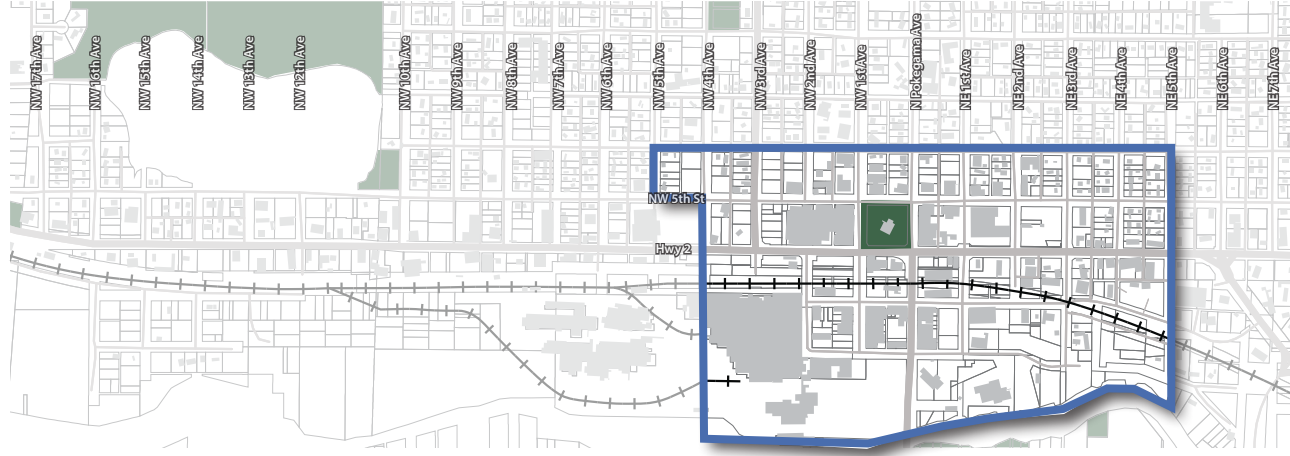 NW 17th Ave
NW 16th Ave
NW 15th Ave
NW 14th Ave
NW 13th Ave
NW 12th Ave
NW 10th Ave
NW 9th Ave
NW 8th Ave
NW 7th Ave
NW 6th Ave
NW 5th Ave
NW 4th Ave
NW 3rd Ave
NW 2nd Ave
NW 1st Ave
N Pokegame Ave
NE 1st Ave
NE 2nd Ave
NE 3rd Ave
NE 4th Ave
NE 5th Ave
NE 6th Ave
NE 7th Ave
NW 5th St
Hwy 2